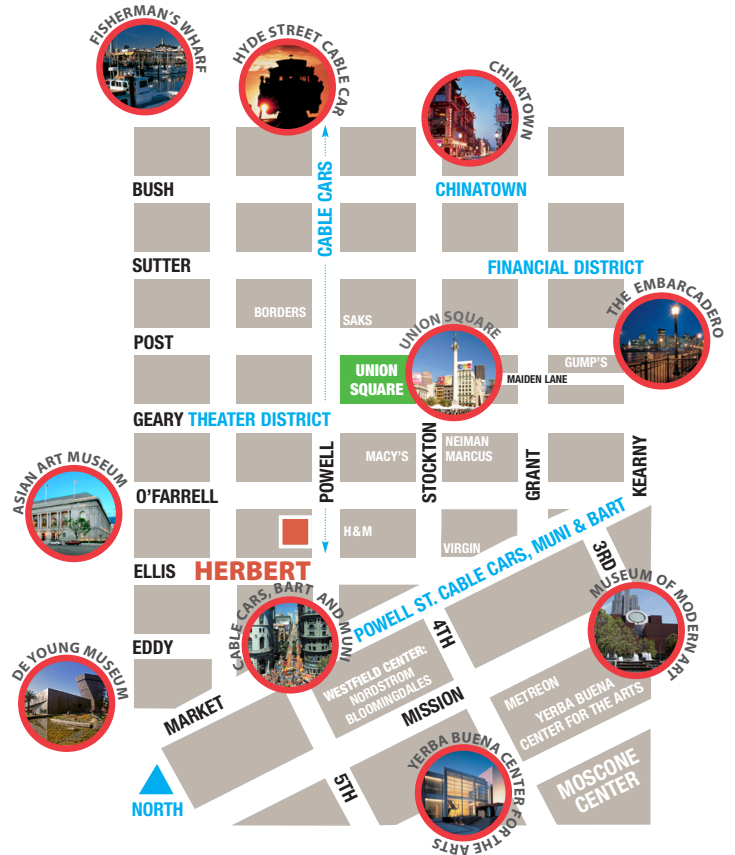 FISHERMAN'S WHARF
HYDE STREET CABLE CAR
CHINATOWN
BUSH
CABLE CARS
CHINATOWN
SUTTER
FINANCIAL DISTRICT
THE EMBARCADERO
BORDERS
SAKS
UNION SQUARE
POST
UNION
SQUARE
GUMP'S
MAIDEN LANE
GEARY THEATER DISTRICT
POWELL
MACY'S
STOCKTON
NEIMAN
MARCUS
GRANT
KEARNY
ASIAN ART MUSEUM
O'FARRELL
H&M
VIRGIN
ELLIS HERBERT
POWELL ST. CABLE CARS, MUNI & BART
3RD
MUSEUM OF MODERN ART
CABLE CARS, BART AND MUNI
EDDY
4TH
DEYOUNG MUSEUM
WESTFIELD CENTER:
NORDSTROM
BLOOMINGDALES
MARKET
MISSION
METREON
YERBA BUENA
CENTER FOR THE ARTS
YERBA BUENA CENTER FOR THE ARTS
MOSCONE
CENTER
5TH
NORTH